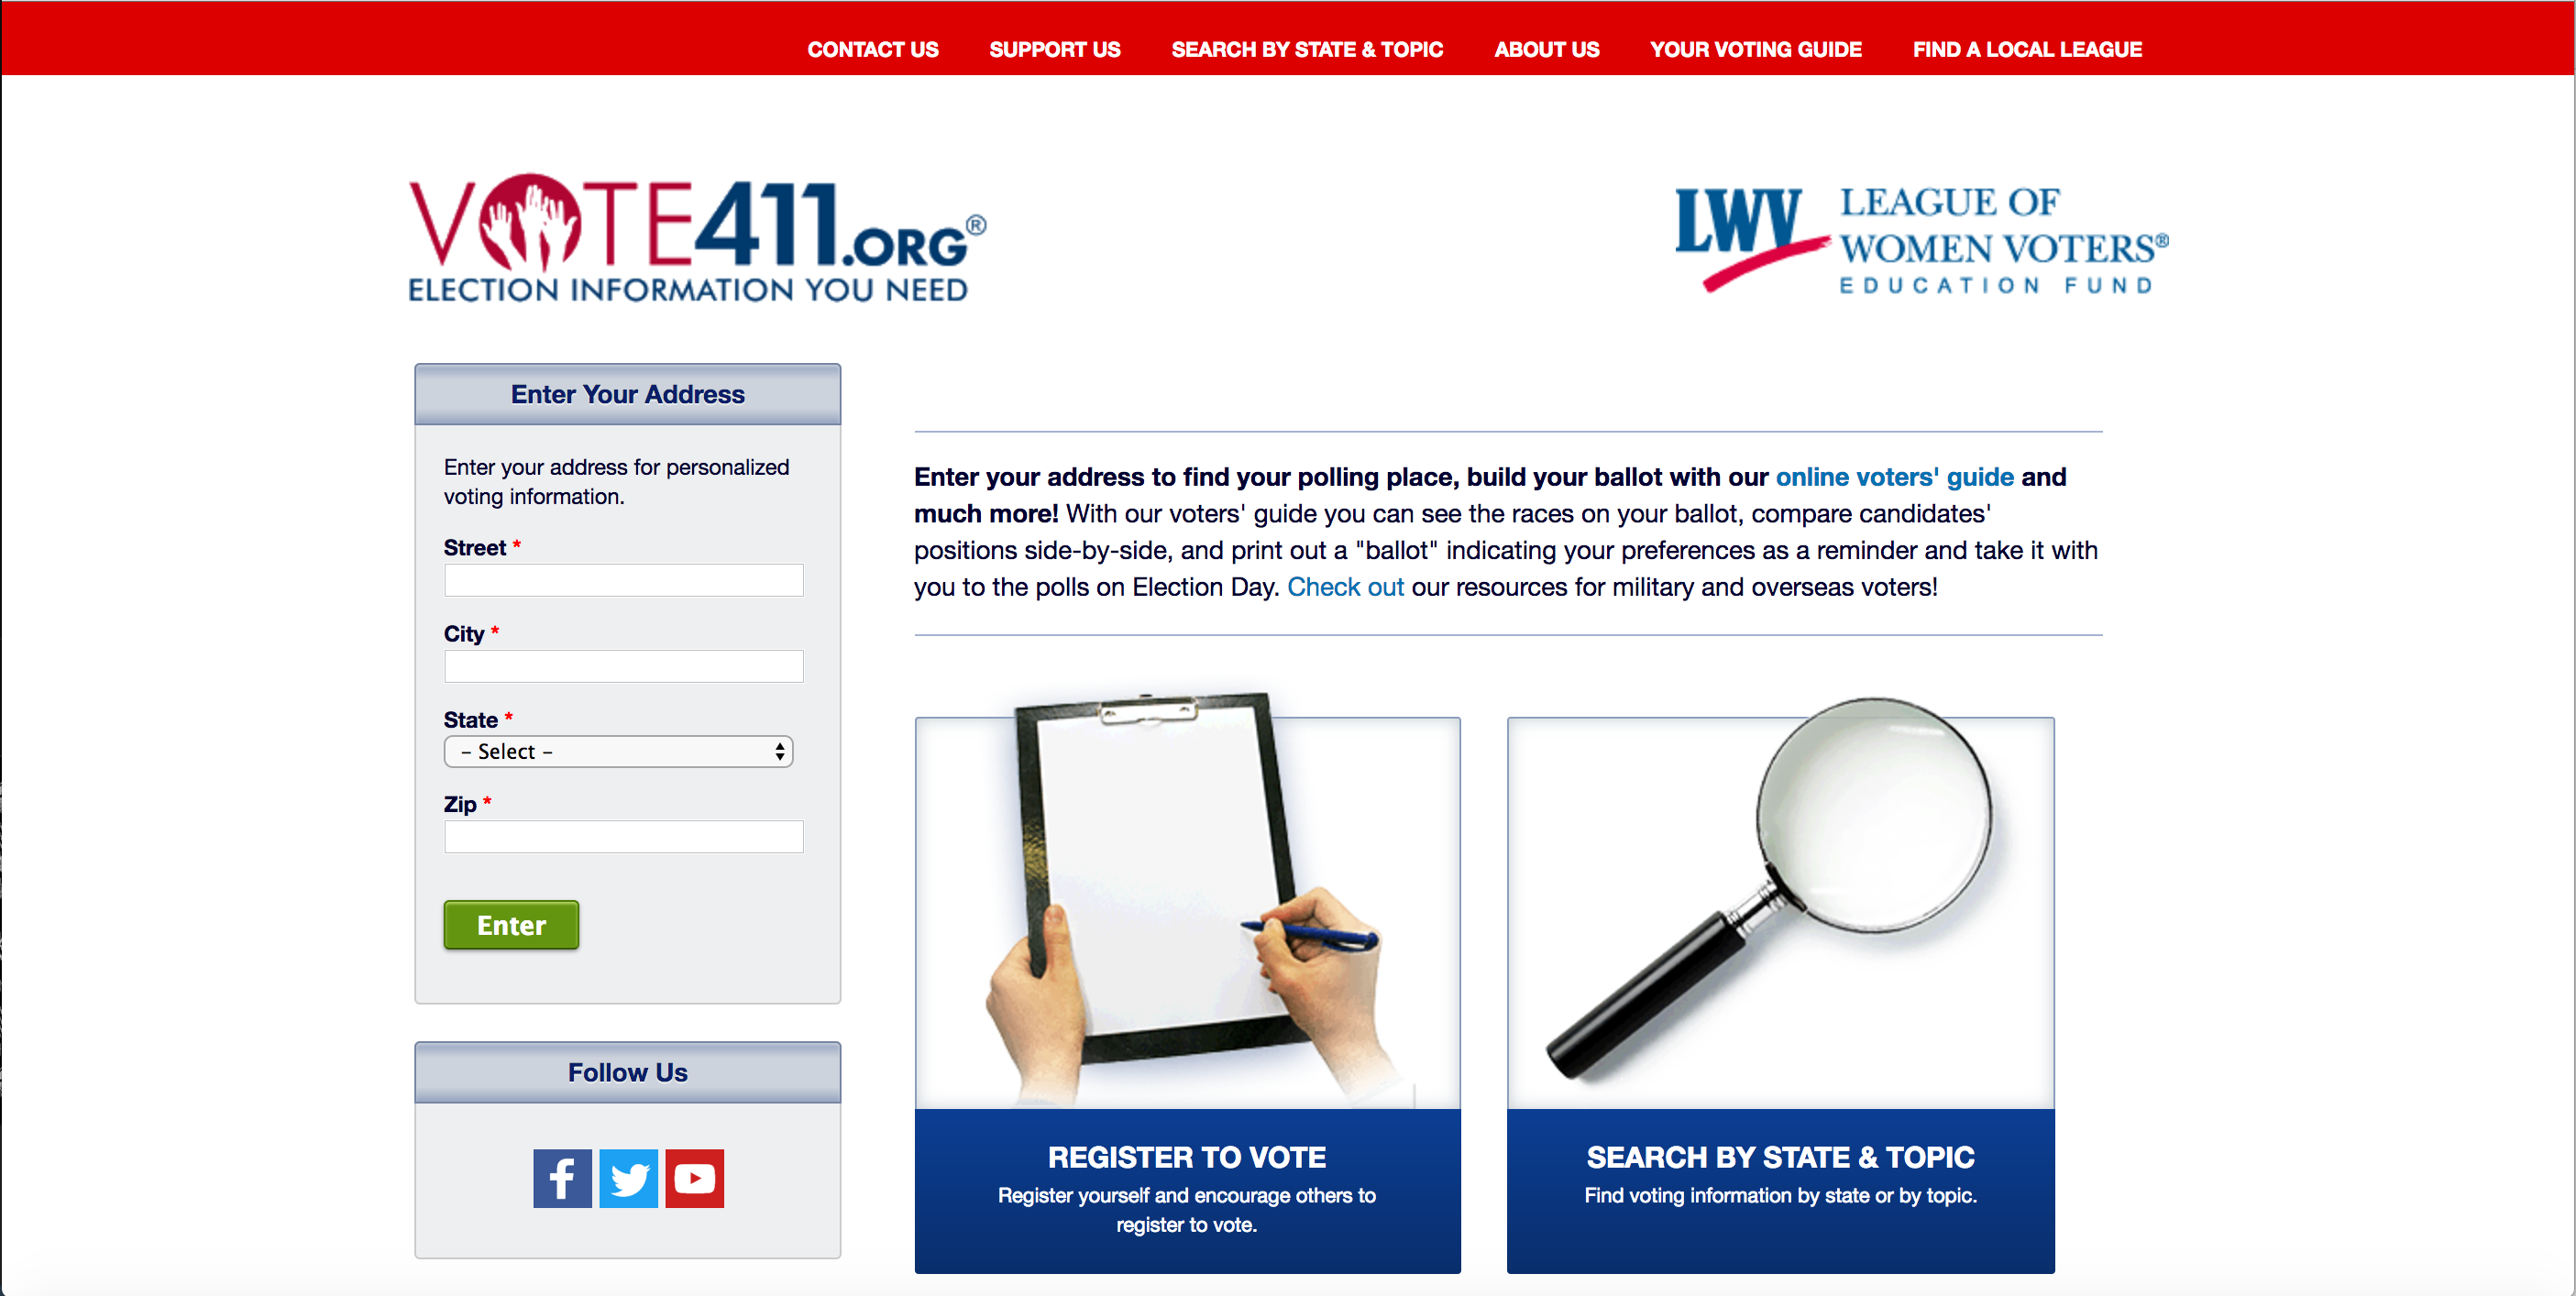 CONTACT US SUPPORT US SEARCH BY STATE & TOPIC ABOUT US YOUR VOTING GUIDE FIND A LOCAL LEAGUE
VOTE411.ORG®
ELECTION INFORMATION YOU NEED
LWV LEAGUE OF
WOMEN VOTERS®
EDUCATION FUND
Enter Your Address
Enter your address for personalized
voting information.
Street *
City *
State *
– Select –
Zip *
Enter
Follow Us
Enter your address to find your polling place, build your ballot with our online voters' guide and
much more! With our voters' guide you can see the races on your ballot, compare candidates'
positions side-by-side, and print out a "ballot" indicating your preferences as a reminder and take it with
you to the polls on Election Day. Check out our resources for military and overseas voters!
REGISTER TO VOTE
Register yourself and encourage others to
register to vote.
SEARCH BY STATE & TOPIC
Find voting information by state or by topic.